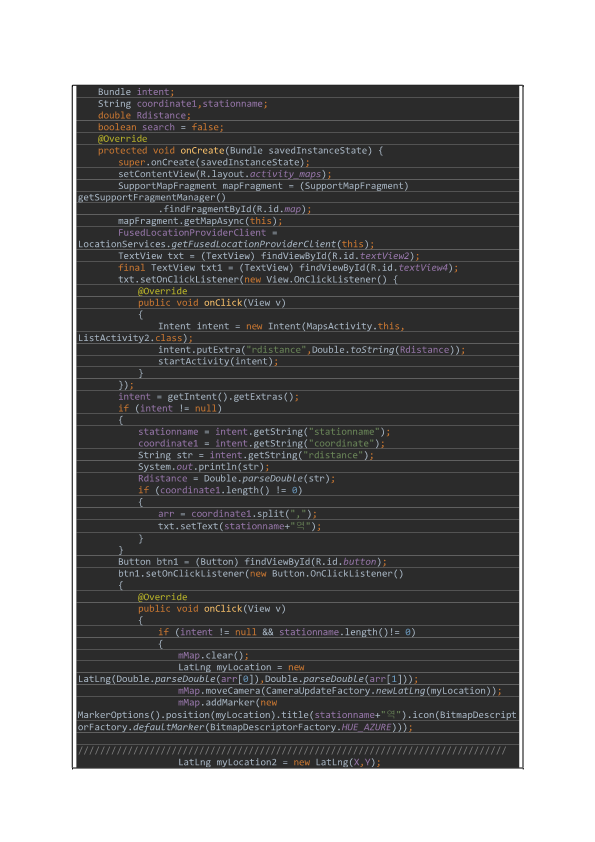 Bundle intent;
String coordinate1,stationname;
double Rdistance;
boolean search = false;
@Override
protected void onCreate(Bundle savedInstanceState) {
super.onCreate(savedInstanceState);
setContentView(R.layout.activity_maps);
SupportMapFragment mapFragment = (SupportMapFragment)
getSupportFragmentManager()
.findFragmentById(R.id.map);
mapFragment.getMapAsync(this);
FusedLocationProviderClient =
LocationServices.getFusedLocationProviderClient(this);
TextView txt = (TextView) findViewById(R.id.textView2);
final TextView txt1 = (TextView) findViewById(R.id.textView4);
txt.setOnClickListener(new View.OnClickListener() {
@Override
public void onClick(View v)
{
Intent intent = new Intent(MapsActivity.this,
ListActivity2.class);
intent.putExtra("rdistance",Double.toString(Rdistance));
startActivity(intent);
}
});
intent = getIntent().getExtras();
if (intent != null)
{
stationname = intent.getString("stationname");
coordinate1 = intent.getString("coordinate");
String str = intent.getString("rdistance");
System.out.println(str);
Rdistance = Double.parseDouble(str);
if (coordinate1.length() != 0)
{
arr = coordinate1.split(",");
txt.setText(stationname+"역");
}
}
Button btn1 = (Button) findViewById(R.id.button);
btn1.setOnClickListener(new Button.OnClickListener()
{
@Override
public void onClick(View v)
{
if (intent != null && stationname.length()!= 0)
{
mMap.clear();
LatLng myLocation = new
LatLng(Double.parseDouble(arr[0]),Double.parseDouble(arr[1]));
mMap.moveCamera(CameraUpdateFactory.newLatLng(myLocation));
mMap.addMarker(new
MarkerOptions().position(myLocation).title(stationname+"역").icon(BitmapDescript
orFactory.defaultMarker(BitmapDescriptorFactory.HUE_AZURE)));
//////////////////////////////////////////////////////////////////////////////
LatLng myLocation2 = new LatLng(X,Y);